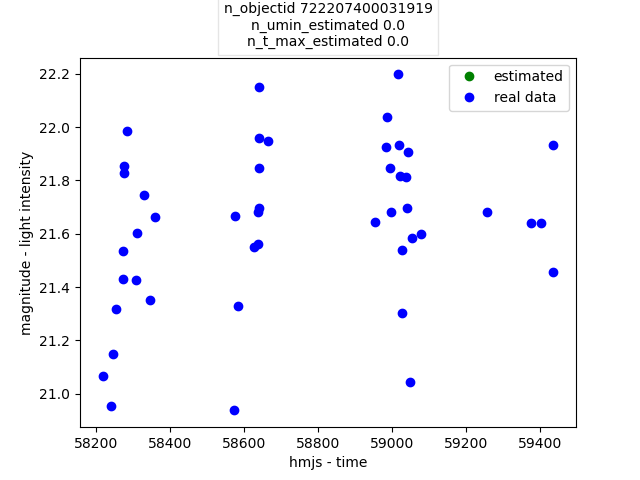 n_objectid 722207400031919
n_umin_estimated 0.0
n_t_max_estimated 0.0
estimated
real data
magnitude - light intensity
22.2
22.0
21.8
21.6
21.4
21.2
21.0
58200 58400 58600 58800 59000 59200 59400
hmjs - time